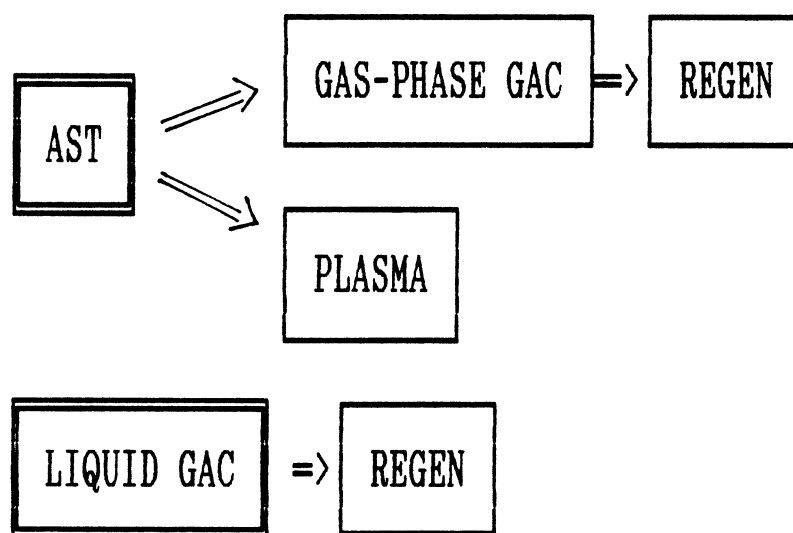 GAS-PHASE GAC => REGEN
AST
PLASMA
LIQUID GAC => REGEN